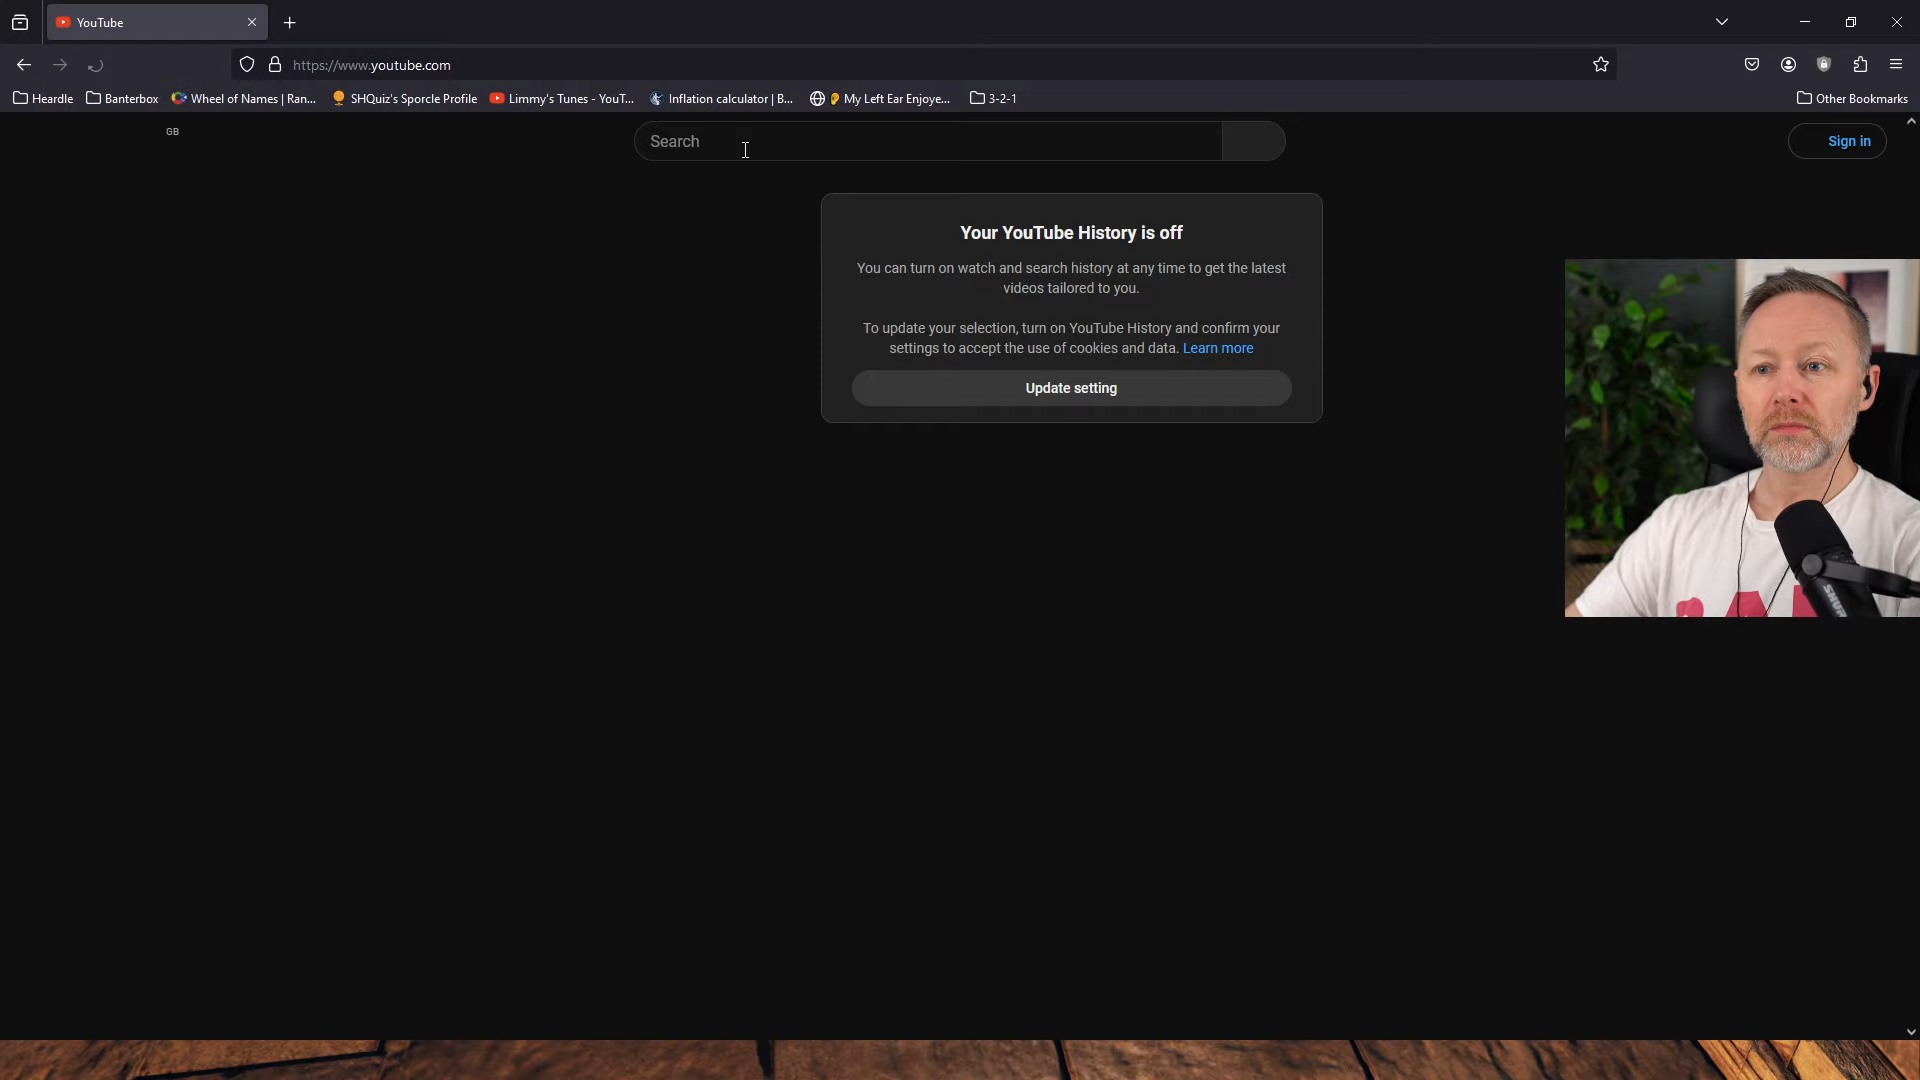 YouTube
https://www.youtube.com
Heardle
Banterbox
Wheel of Names | Ran...
SHQuiz's Sporcle Profile
Limmy's Tunes - YouT...
Inflation calculator | B...
My Left Ear Enjoye...
3-2-1
Other Bookmarks
GB
Search
Sign in
Your YouTube History is off
You can turn on watch and search history at any time to get the latest
videos tailored to you.
To update your selection, turn on YouTube History and confirm your
settings to accept the use of cookies and data. Learn more
Update setting
SHURE